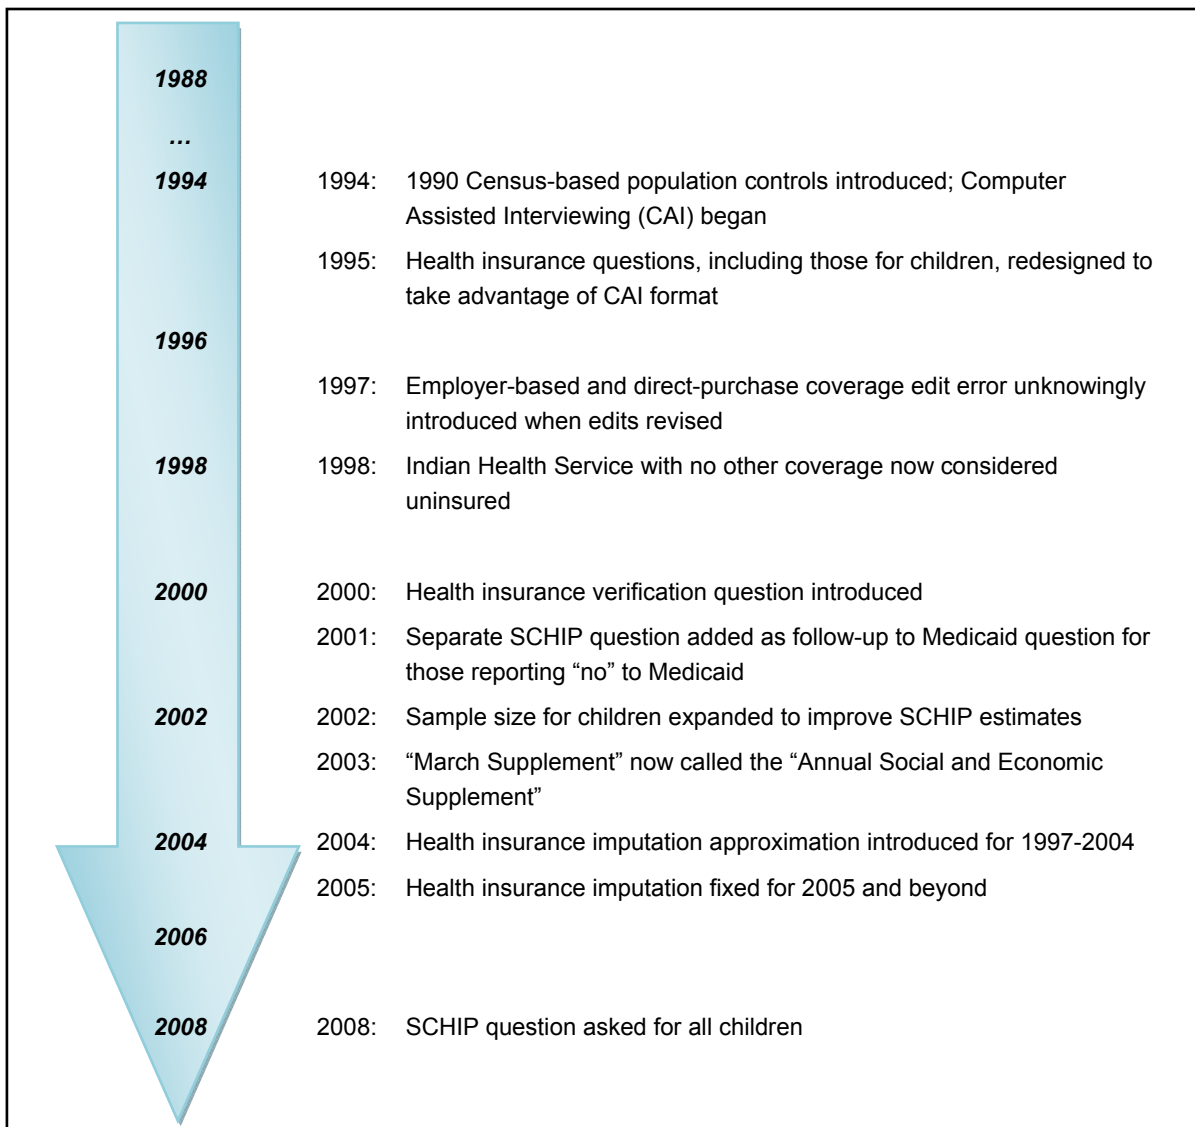 1988
...
1994 1994: 1990 Census-based population controls introduced; Computer
Assisted Interviewing (CAI) began
1995: Health insurance questions, including those for children, redesigned to
take advantage of CAI format
1996
1997: Employer-based and direct-purchase coverage edit error unknowingly
introduced when edits revised
1998 1998: Indian Health Service with no other coverage now considered
uninsured
2000 2000: Health insurance verification question introduced
2001: Separate SCHIP question added as follow-up to Medicaid question for
those reporting “no” to Medicaid
2002 2002: Sample size for children expanded to improve SCHIP estimates
2003: “March Supplement” now called the “Annual Social and Economic
Supplement”
2004 2004: Health insurance imputation approximation introduced for 1997-2004
2005: Health insurance imputation fixed for 2005 and beyond
2006
2008 2008: SCHIP question asked for all children